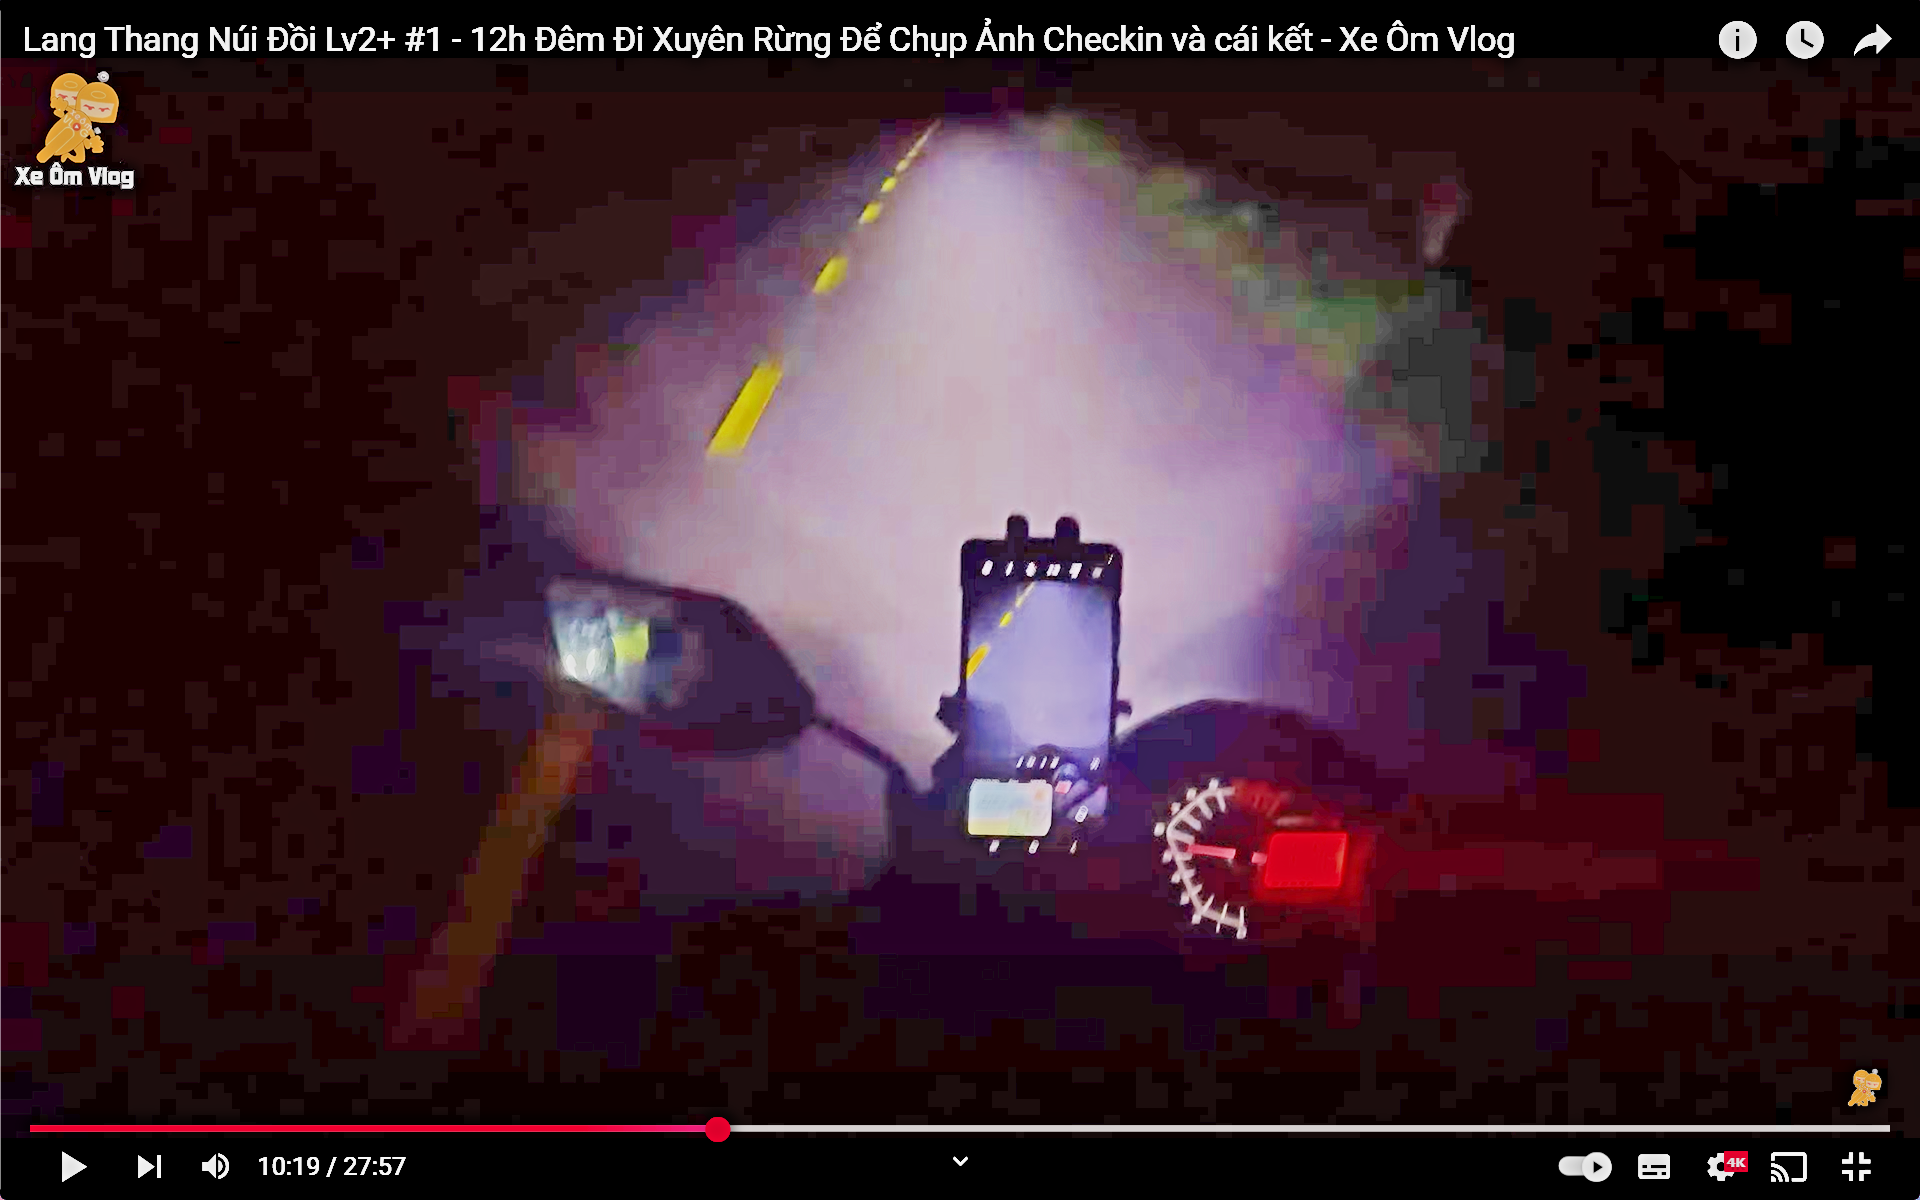 Lang Thang Núi Đồi Lv2+ #1 - 12h Đêm Đi Xuyên Rừng Để Chụp Ảnh Checkin và cái kết - Xe Ôm Vlog
Xe Ôm Vlog
10:19 / 27:57
4K